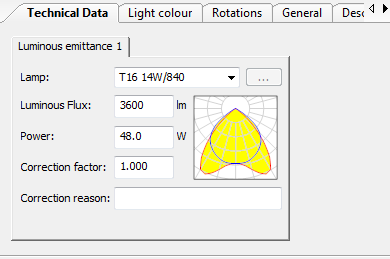 Technical Data Light colour Rotations General Desc
Luminous emittance 1
Lamp: T16 14W/840 ...
Luminous Flux: 3600 lm
Power: 48.0 W
Correction factor: 1.000
Correction reason: